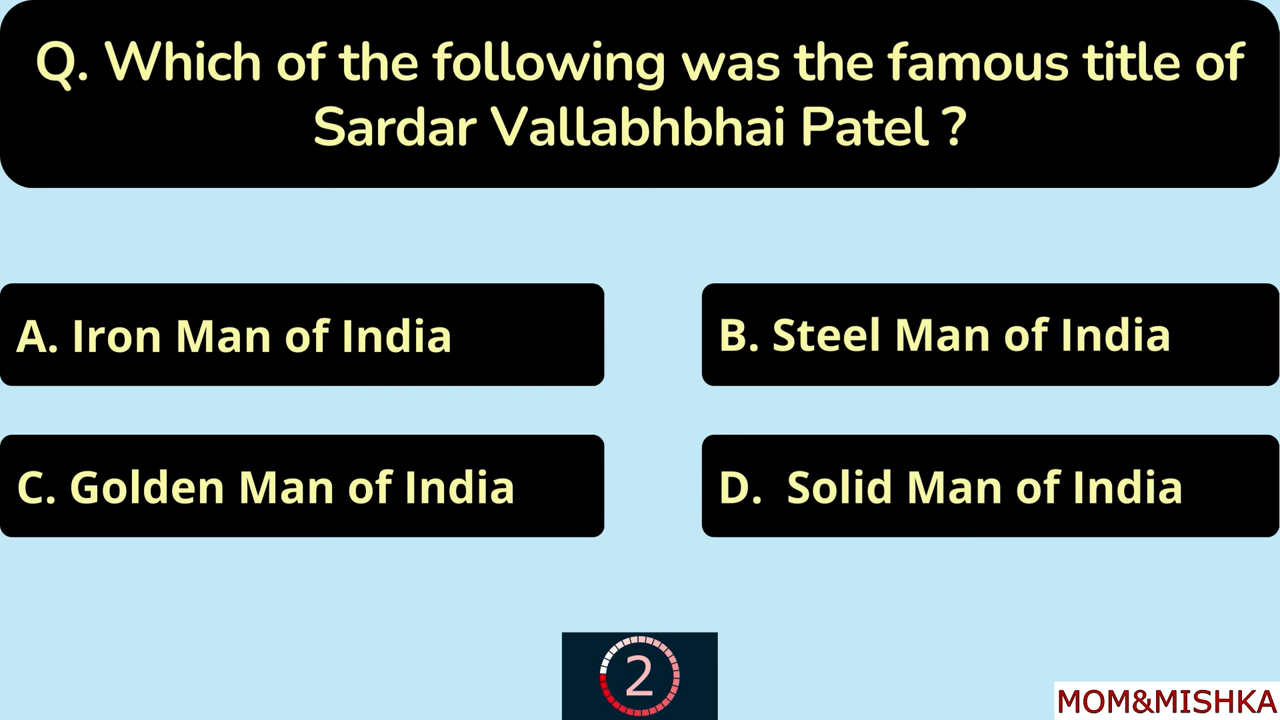 Q. Which of the following was the famous title of
Sardar Vallabhbhai Patel ?
A. Iron Man of India
B. Steel Man of India
C. Golden Man of India
D. Solid Man of India
2
MOM&MISHKA